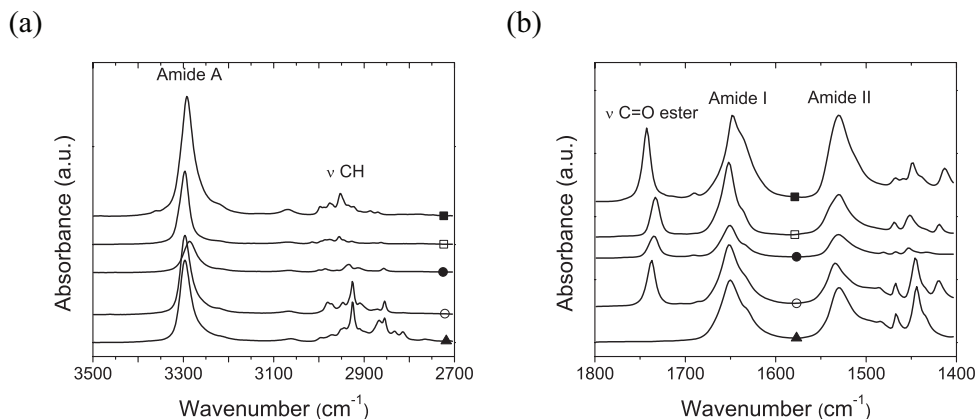 (a)
(b)
Amide A
ν CH
Absorbance (a.u.)
3500 3300 3100 2900 2700
Wavenumber (cm⁻¹)
ν C=O ester
Amide I
Amide II
Absorbance (a.u.)
1800 1700 1600 1500 1400
Wavenumber (cm⁻¹)